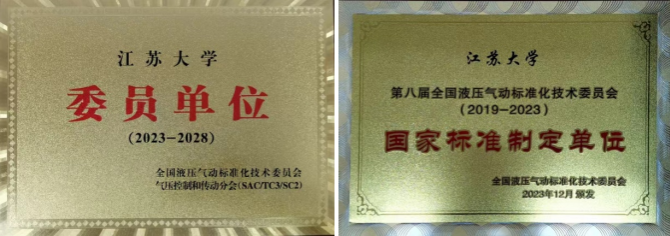 江苏大学
委员单位
(2023-2028)
全国液压气动标准化技术委员会
气压控制和传动分会(SAC/TC3/SC2)
江苏大学
第八届全国液压气动标准化技术委员会
(2019-2023)
国家标准制定单位
全国液压气动标准化技术委员会
2023年12月 颁发